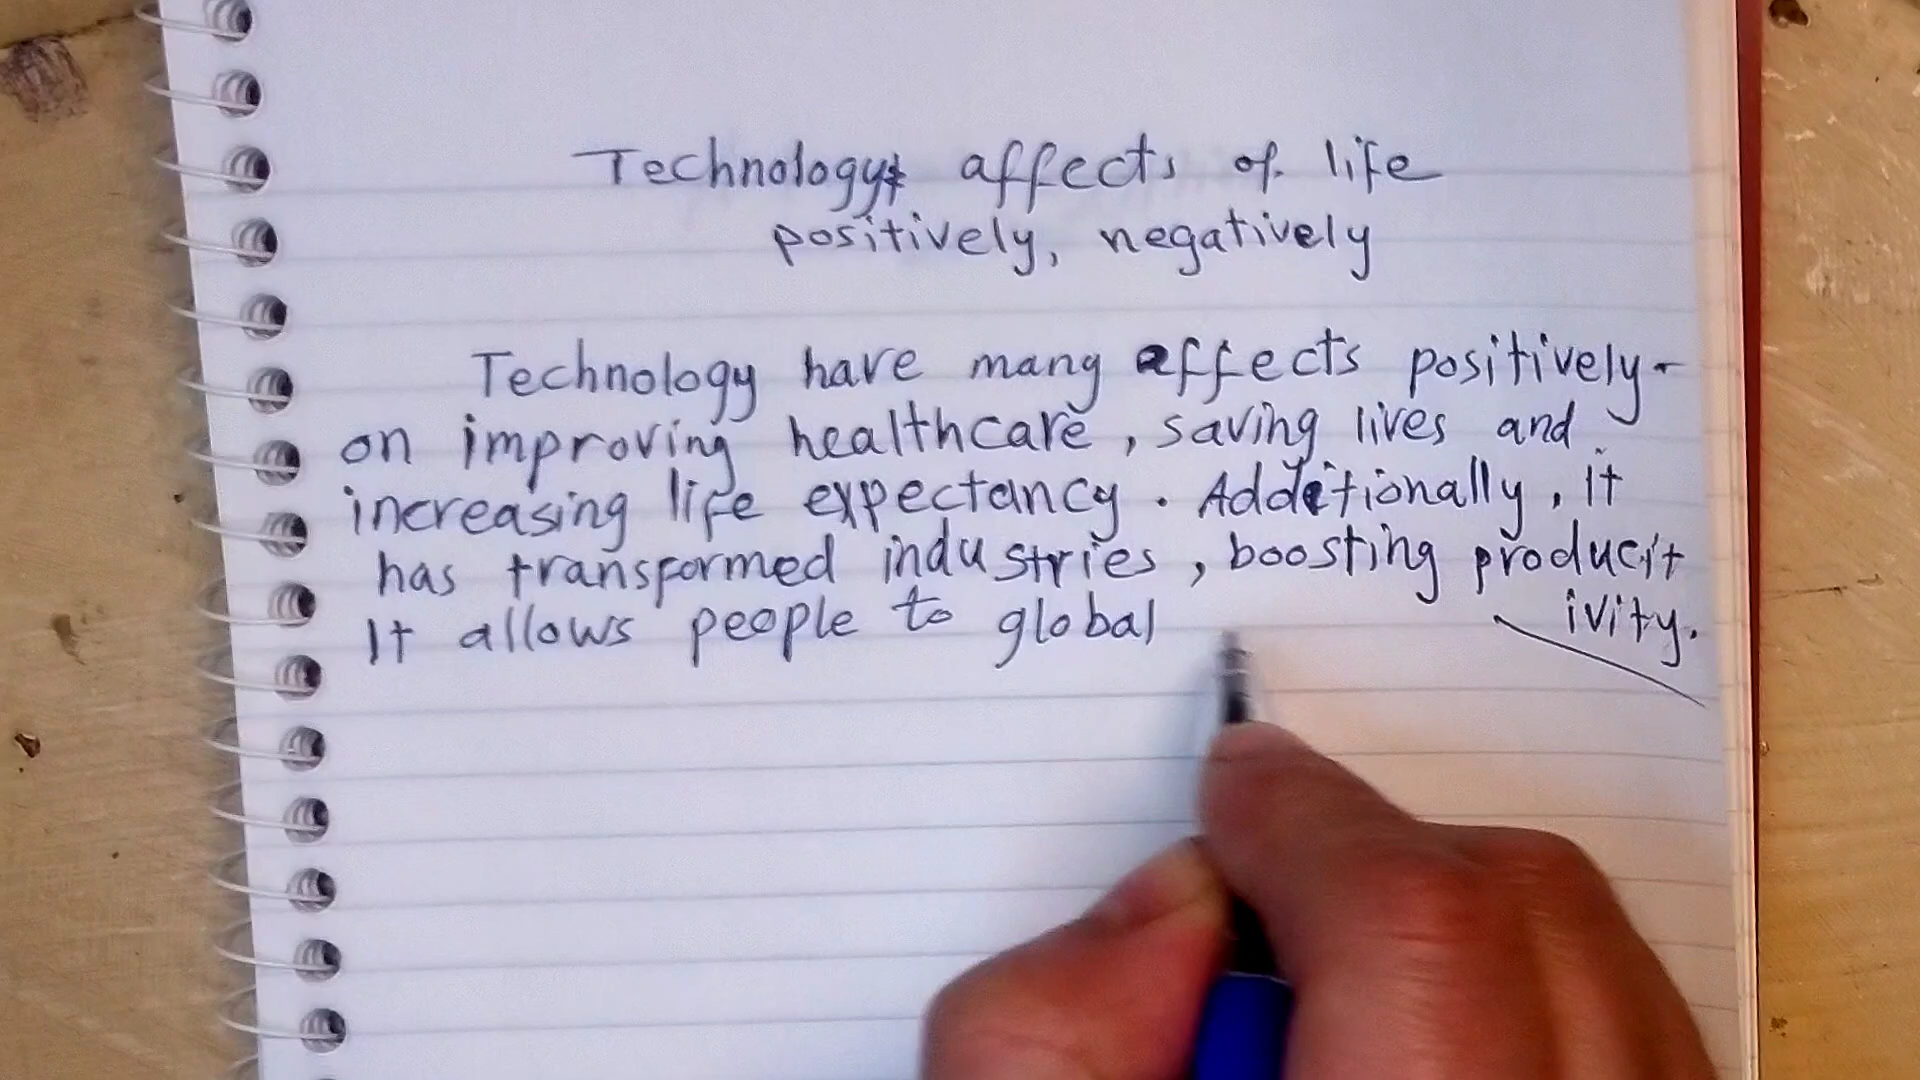 Technology affects of life
positively, negatively
Technology have many effects positively
on improving healthcare, saving lives and
increasing life expectancy. Additionally, it
has transformed industries, boosting product
ivity.
It allows people to global